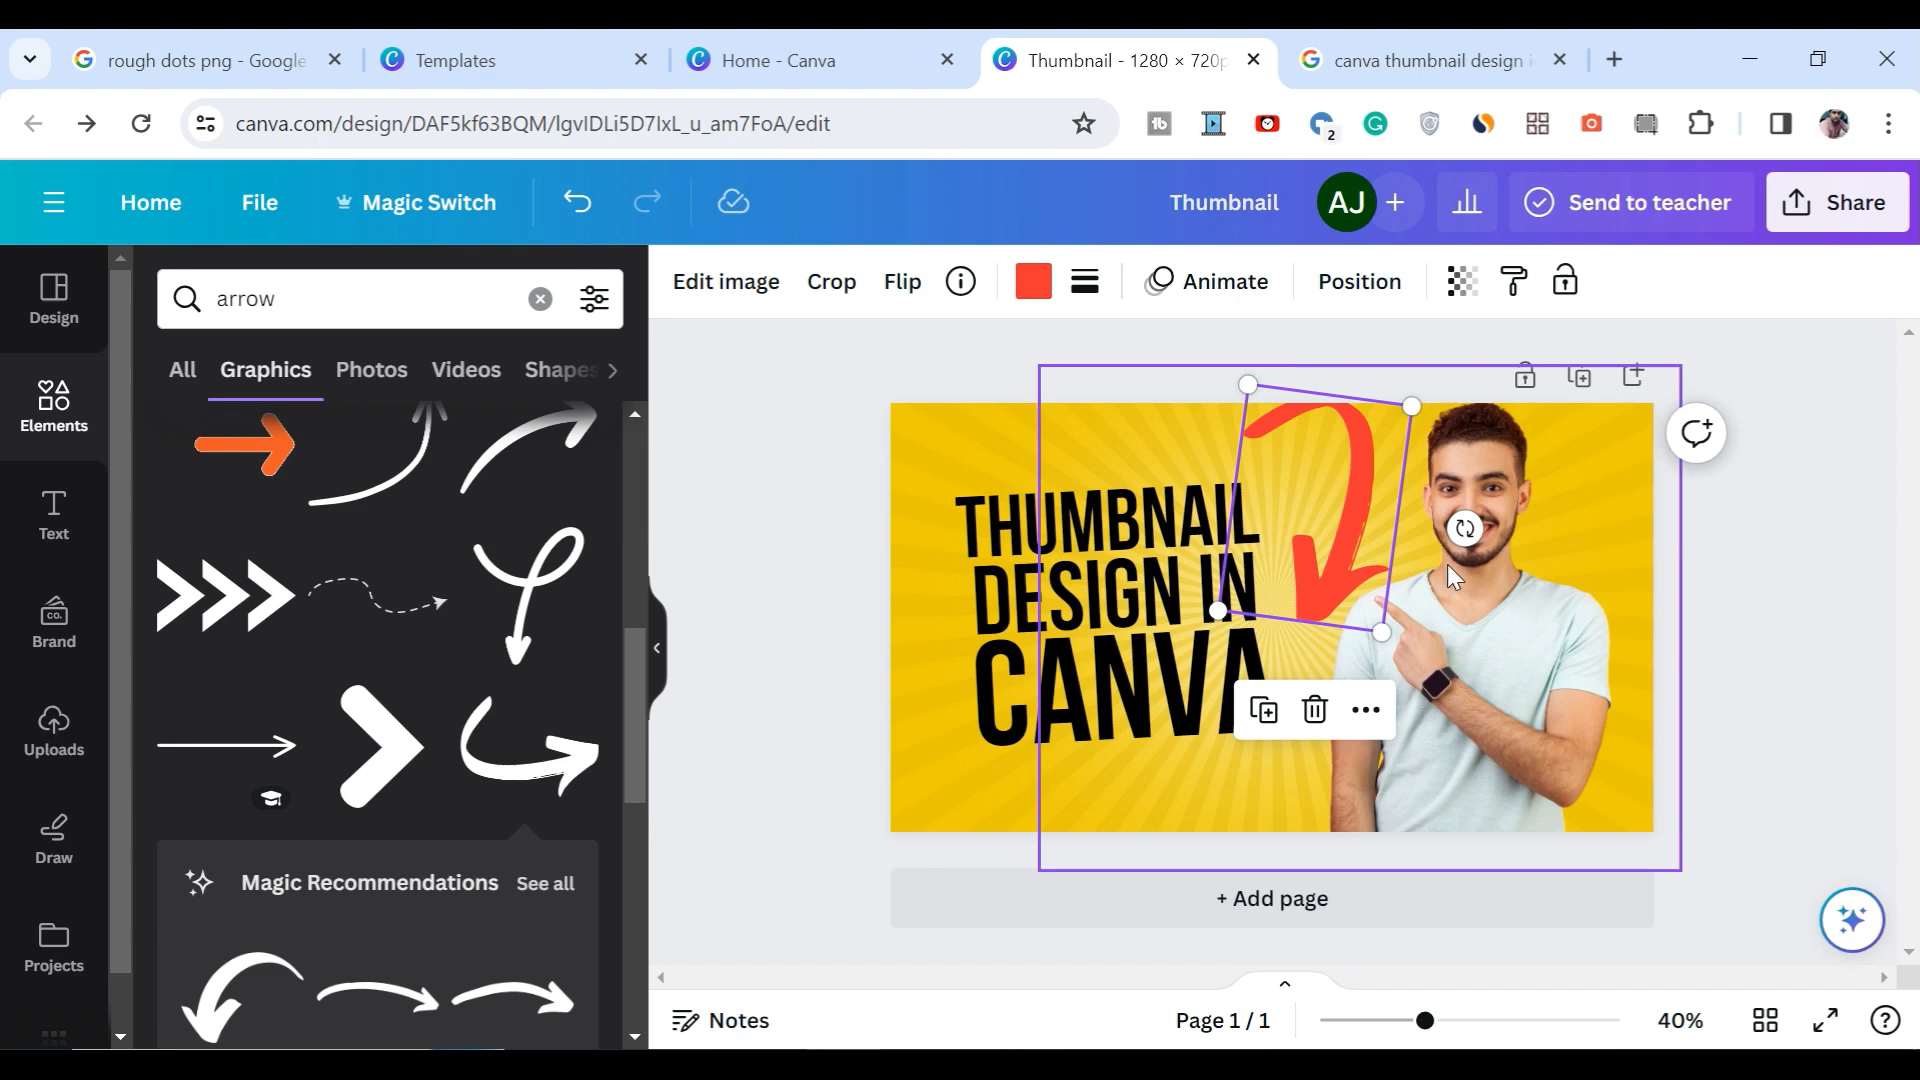 rough dots png - Google
Templates
Home - Canva
Thumbnail - 1280 × 720p
canva thumbnail design i
canva.com/design/DAF5kf63BQM/lgvIDLi5D7IxL_u_am7FoA/edit
tb
2
Home
File
Magic Switch
Thumbnail
AJ
+
Send to teacher
Share
Design
Elements
Text
Brand
co.
Uploads
Draw
Projects
arrow
All
Graphics
Photos
Videos
Shapes
Magic Recommendations
See all
Edit image
Crop
Flip
Animate
Position
THUMBNAIL
DESIGN IN
CANVA
+ Add page
Notes
Page 1 / 1
40%